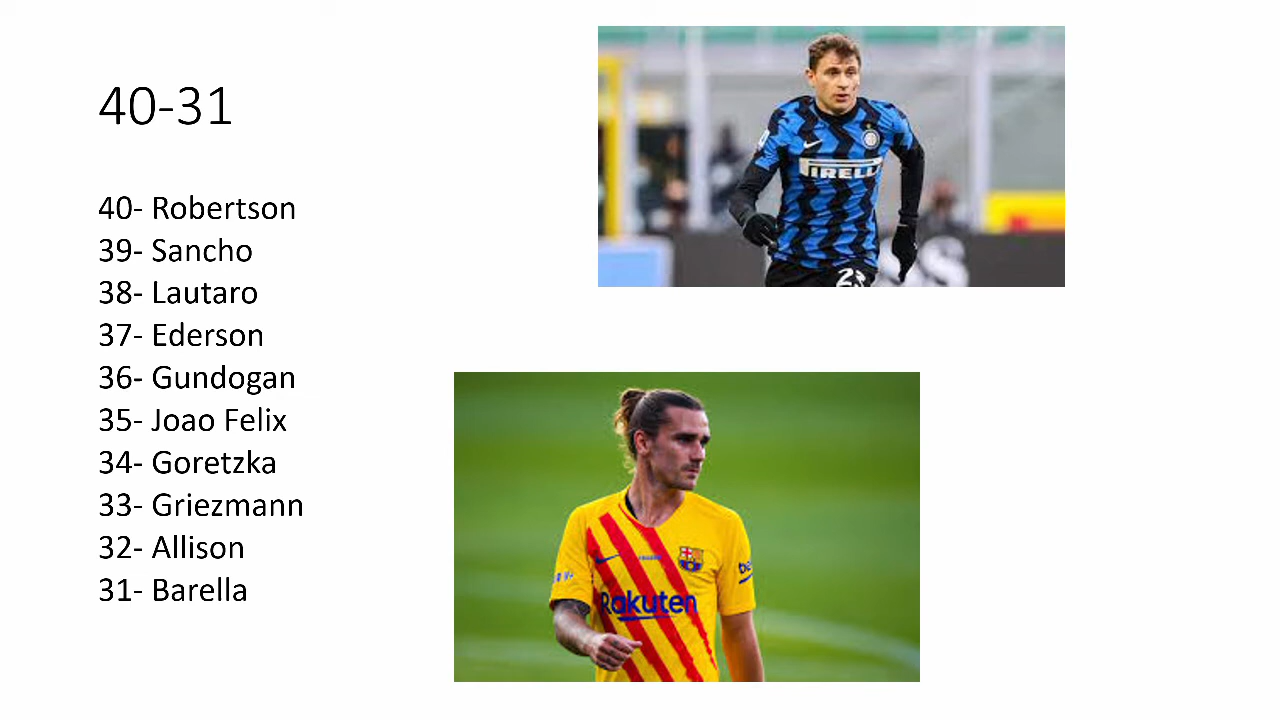 40-31
40- Robertson
39- Sancho
38- Lautaro
37- Ederson
36- Gundogan
35- Joao Felix
34- Goretzka
33- Griezmann
32- Allison
31- Barella
PIRELLI
23
Rakuten